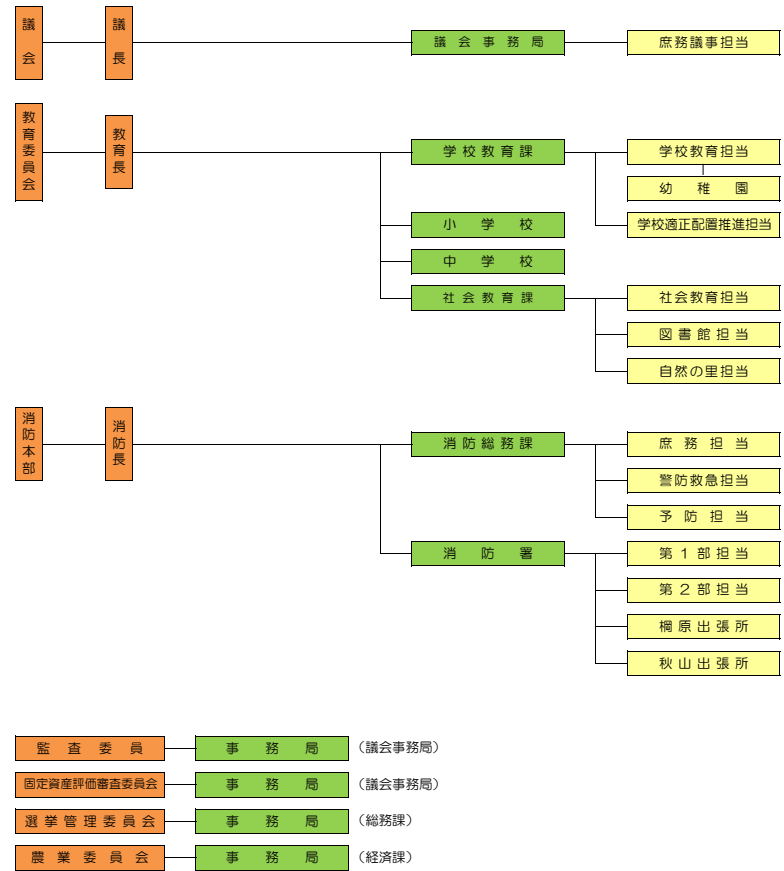 議会
議長
議会事務局
庶務議事担当
教育委員会
教育長
学校教育課
学校教育担当
幼稚園
学校適正配置推進担当
小学校
中学校
社会教育課
社会教育担当
図書館担当
自然の里担当
消防本部
消防長
消防総務課
庶務担当
警防救急担当
予防担当
消防署
第1部担当
第2部担当
棡原出張所
秋山出張所
監査委員 事務局 (議会事務局)
固定資産評価審査委員会 事務局 (議会事務局)
選挙管理委員会 事務局 (総務課)
農業委員会 事務局 (経済課)